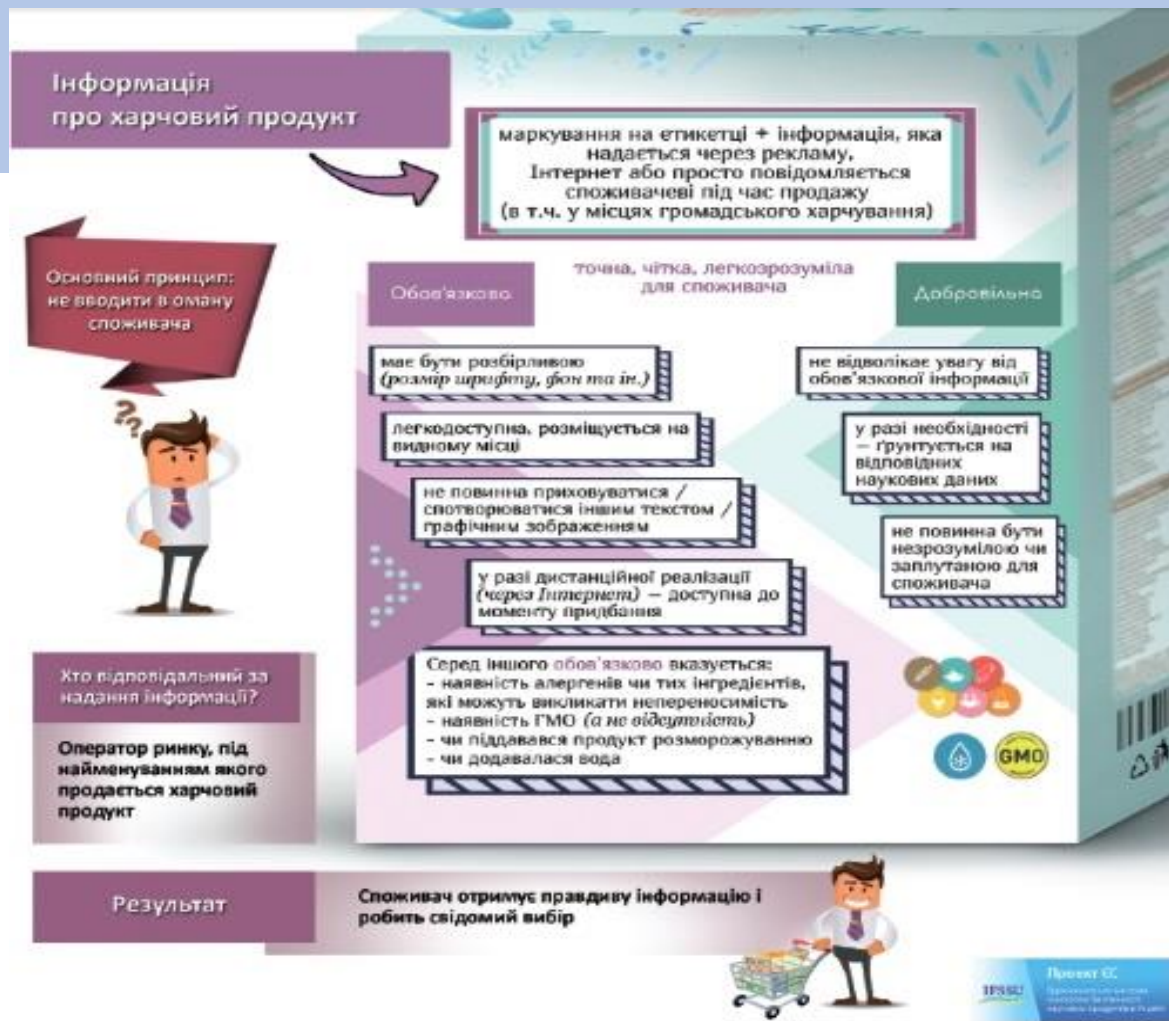 Інформація
про харчовий продукт
маркування на етикетці + інформація, яка
надається через рекламу,
Інтернет або просто повідомляється
споживачеві під час продажу
(в т.ч. у місцях громадського харчування)
Основний принцип:
не вводити в оману
споживача
точна, чітка, легкозрозуміла
для споживача
Обов'язкова
має бути розбірливою
(розмір шрифту, фон та ін.)
легкодоступна, розміщується на
видному місці
не повинна приховуватися /
спотворюватися іншим текстом /
графічним зображенням
у разі дистанційної реалізації
(через Інтернет) – доступна до
моменту придбання
Серед іншого обов'язково вказується:
- наявність алергенів чи тих інгредієнтів,
які можуть викликати непереносимість
- наявність ГМО (а не відсутність)
- чи піддавався продукт розморожуванню
- чи додавалася вода
Добровільна
не відволікає увагу від
обов'язкової інформації
у разі необхідності
– ґрунтується на
відповідних
наукових даних
не повинна бути
незрозумілою чи
заплутаною для
споживача
GMO
??
Хто відповідальний за
надання інформації?
Оператор ринку, під
найменуванням якого
продається харчовий
продукт
Результат
Споживач отримує правдиву інформацію і
робить свідомий вибір
IFSSU
Проект ЄС